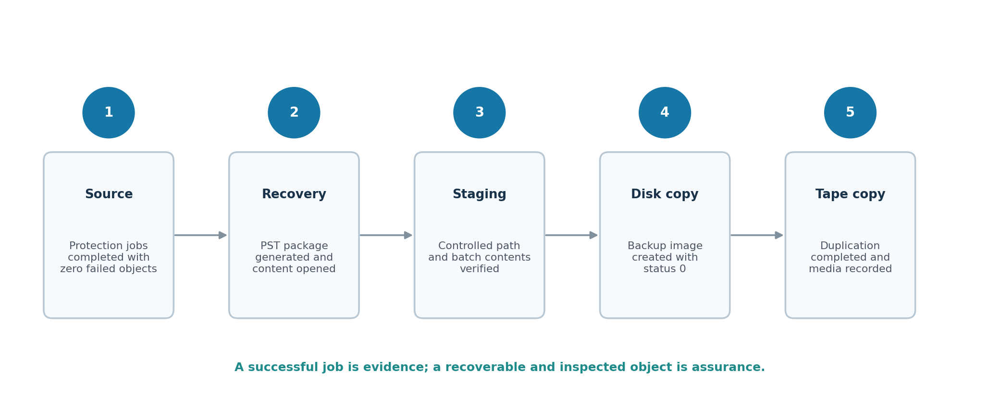 1
2
3
4
5
Source
Protection jobs
completed with
zero failed objects
Recovery
PST package
generated and
content opened
Staging
Controlled path
and batch contents
verified
Disk copy
Backup image
created with
status 0
Tape copy
Duplication
completed and
media recorded
A successful job is evidence; a recoverable and inspected object is assurance.